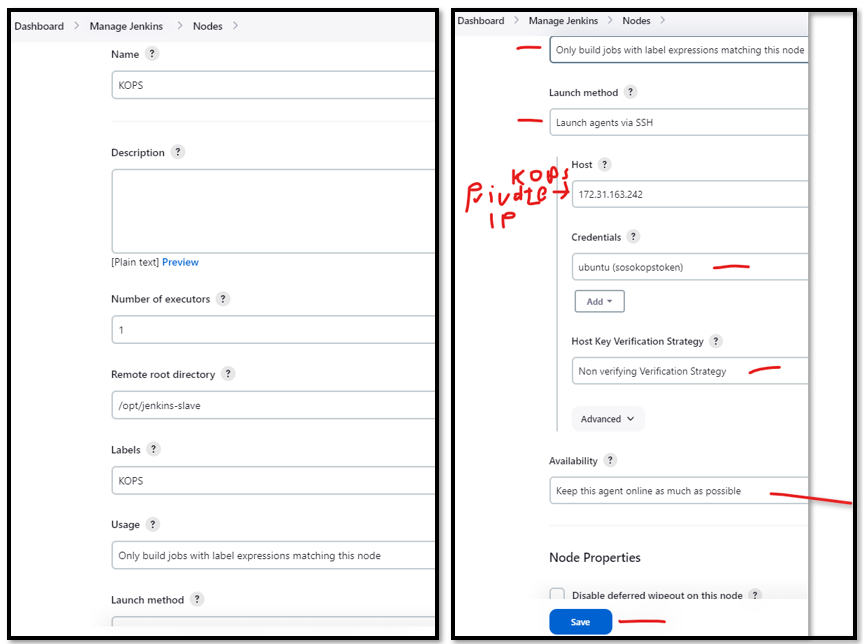 Dashboard > Manage Jenkins > Nodes >
Name ?
KOPS
Description ?
[Plain text] Preview
Number of executors ?
1
Remote root directory ?
/opt/jenkins-slave
Labels ?
KOPS
Usage ?
Only build jobs with label expressions matching this node
Launch method ?
Dashboard > Manage Jenkins > Nodes >
Only build jobs with label expressions matching this node
Launch method ?
Launch agents via SSH
Host ?
KOPs
private
IP
172.31.163.242
Credentials ?
ubuntu (sosokopstoken)
Add
Host Key Verification Strategy ?
Non verifying Verification Strategy
Advanced
Availability ?
Keep this agent online as much as possible
Node Properties
Disable deferred wipeout on this node ?
Save